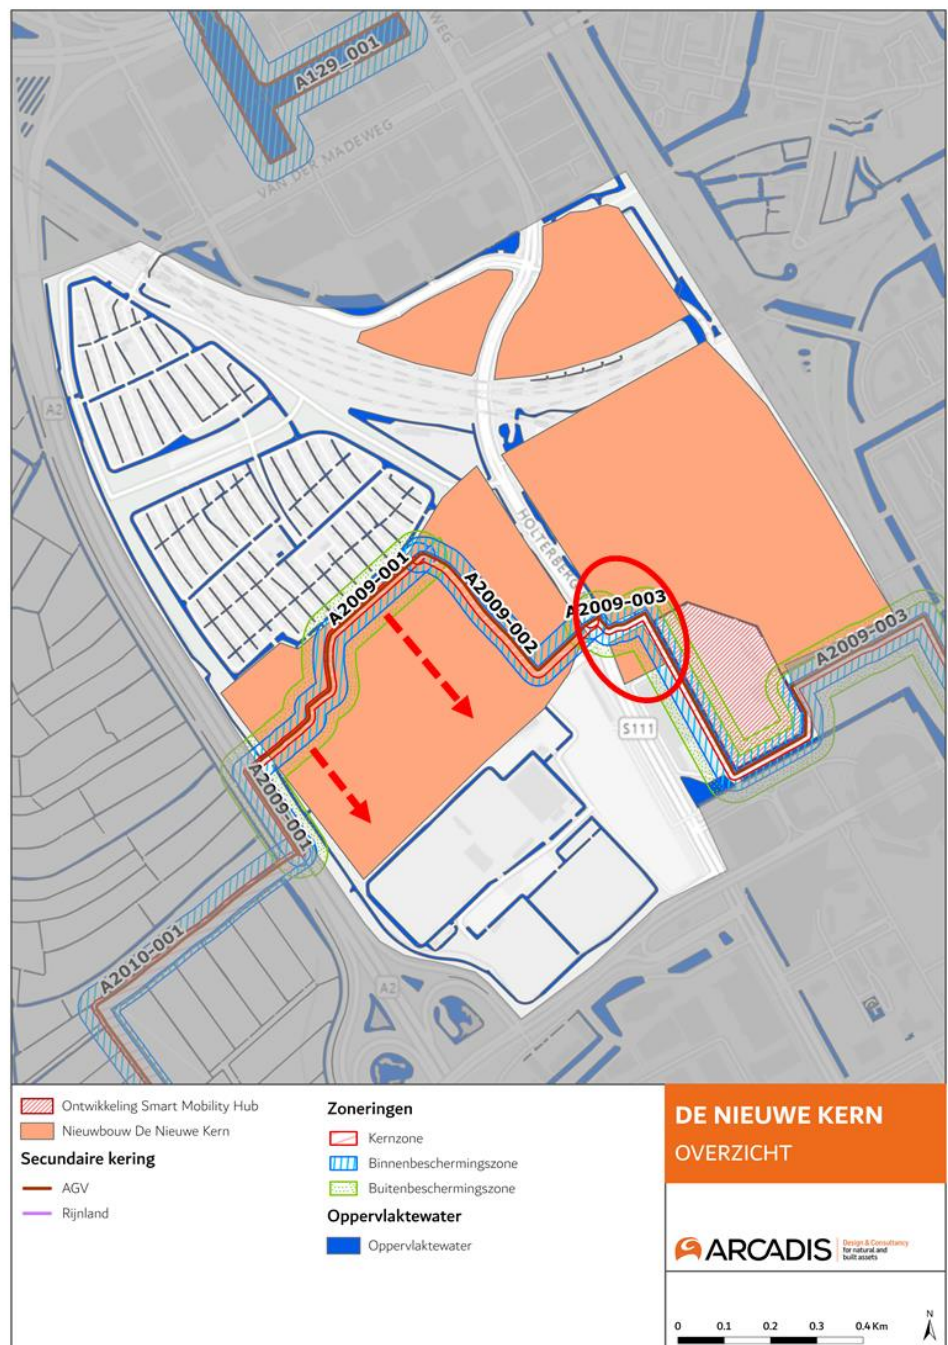 WEG
A129_001
VAN DER MADEWEG
A2
HOLTERBERG
A2009-001
A2009-002
A2009-003
A2009-003
S111
A2009-001
A2010-001
A2
Ontwikkeling Smart Mobility Hub
Nieuwbouw De Nieuwe Kern
Secundaire kering
AGV
Rijnland
Zoneringen
Kernzone
Binnenbeschermingszone
Buitenbeschermingszone
Oppervlaktewater
Oppervlaktewater
DE NIEUWE KERN
OVERZICHT
ARCADIS
Design & Consultancy
for natural and
built assets
N
0 0.1 0.2 0.3 0.4 Km